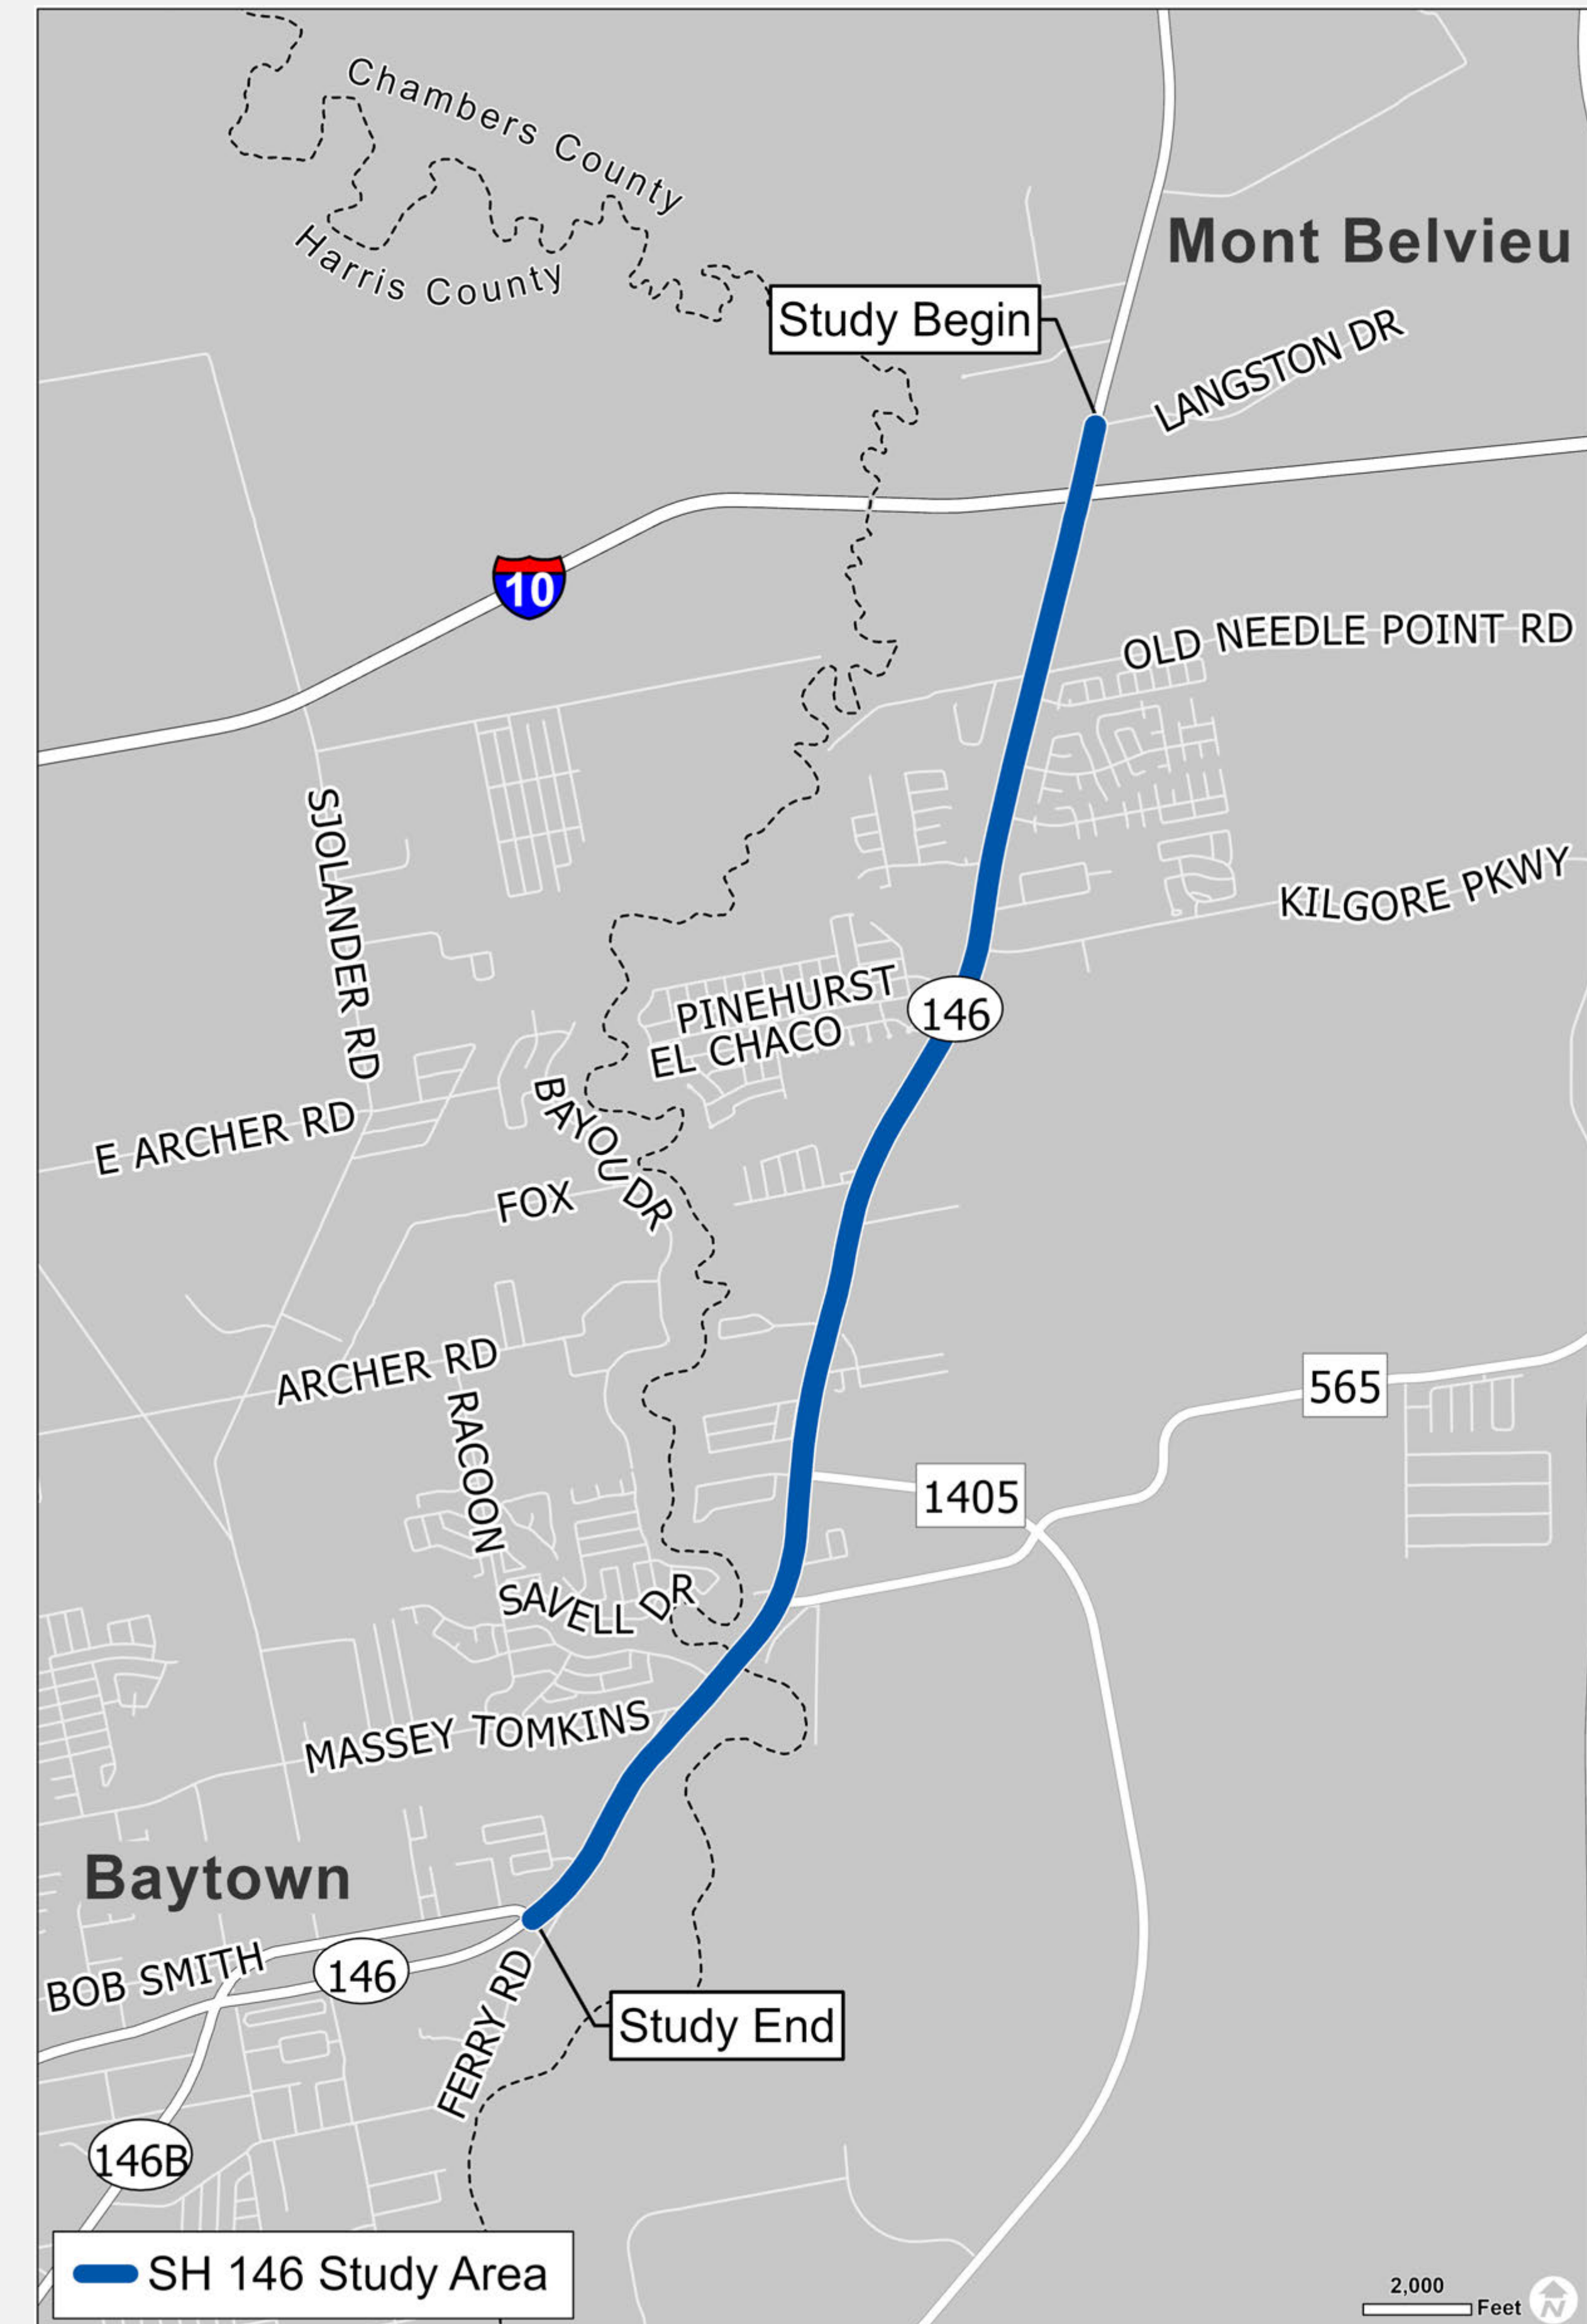 Chambers County
Harris County
Mont Belvieu
Study Begin
LANGSTON DR
10
OLD NEEDLE POINT RD
SJOLANDER RD
KILGORE PKWY
PINEHURST
146
EL CHACO
BAYOU DR
E ARCHER RD
FOX
ARCHER RD
565
RACOON
1405
SAVELL DR
MASSEY TOMKINS
Baytown
BOB SMITH
146
FERRY RD
Study End
146B
SH 146 Study Area
2,000
Feet
N